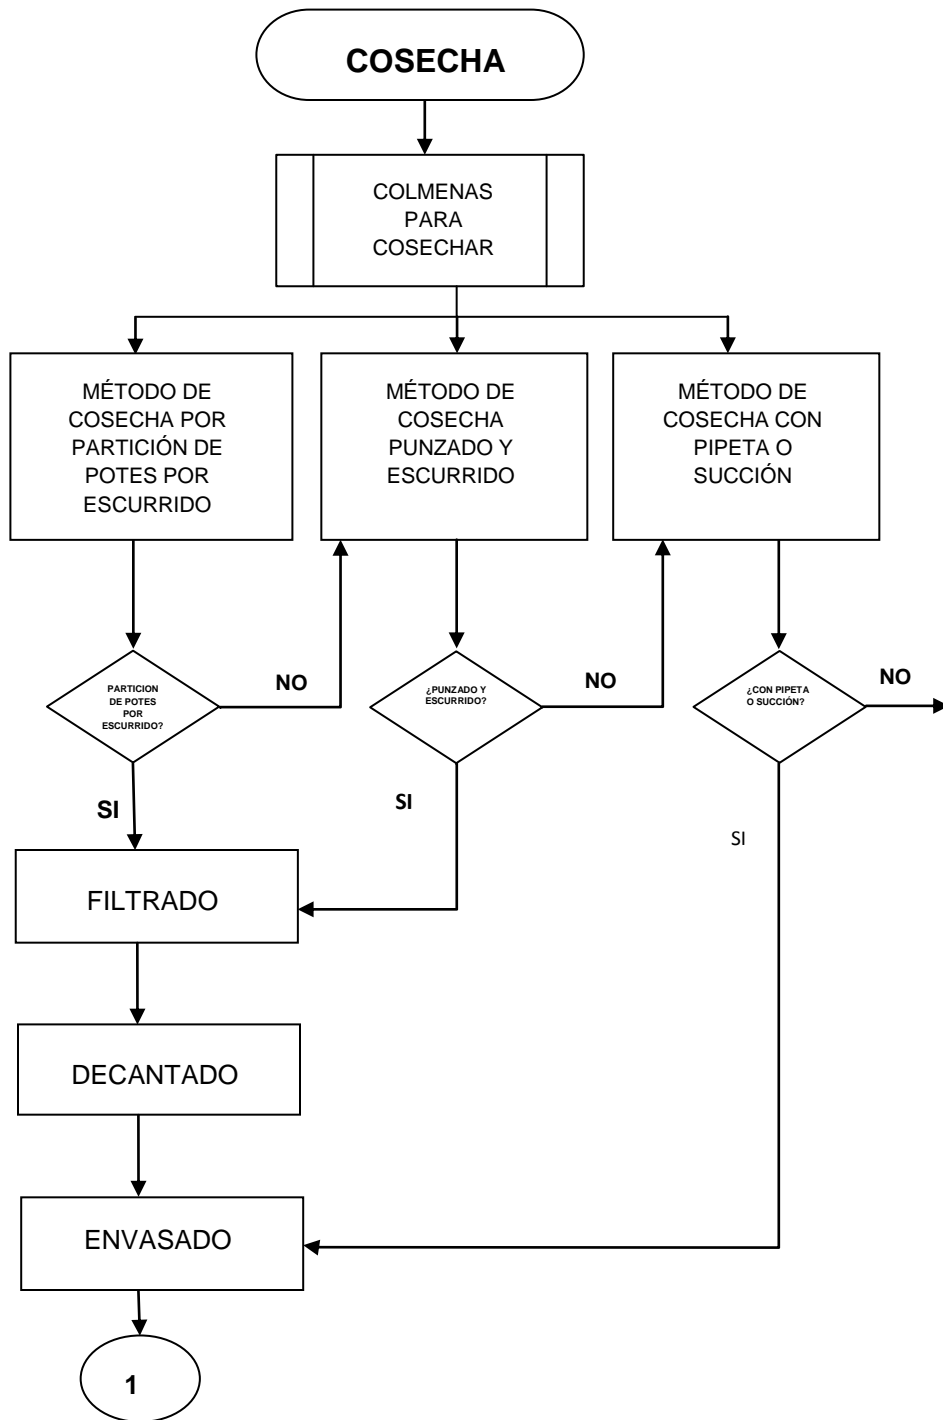 COSECHA
COLMENAS
PARA
COSECHAR
MÉTODO DE
COSECHA POR
PARTICIÓN DE
POTES POR
ESCURRIDO
MÉTODO DE
COSECHA
PUNZADO Y
ESCURRIDO
MÉTODO DE
COSECHA CON
PIPETA O
SUCCIÓN
PARTICION
DE POTES
POR
ESCURRIDO?
NO
¿PUNZADO Y
ESCURRIDO?
NO
¿CON PIPETA
O SUCCIÓN?
NO
SI
SI
SI
FILTRADO
DECANTADO
ENVASADO
1